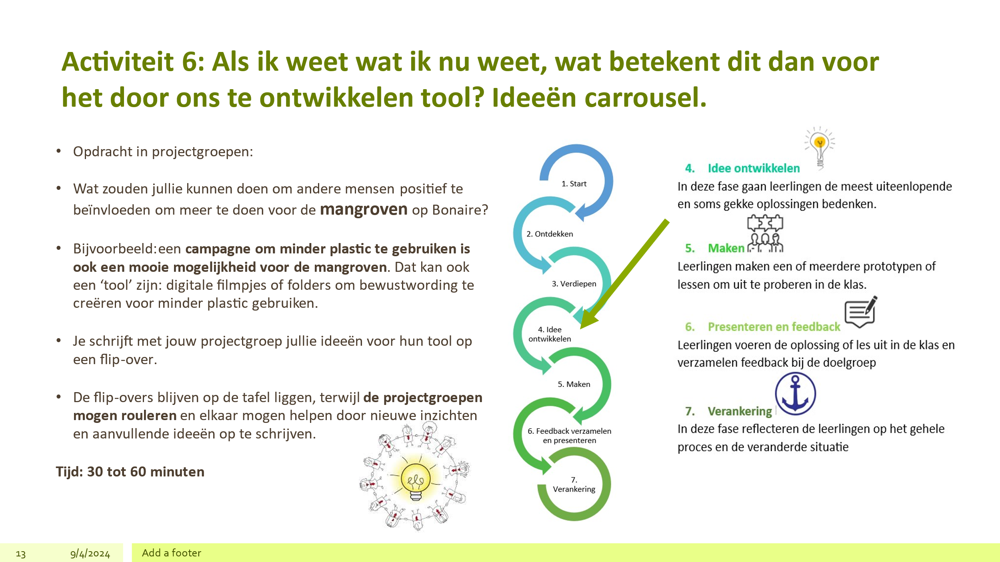 Activiteit 6: Als ik weet wat ik nu weet, wat betekent dit dan voor
het door ons te ontwikkelen tool? Ideeën carrousel.
• Opdracht in projectgroepen:
• Wat zouden jullie kunnen doen om andere mensen positief te
beïnvloeden om meer te doen voor de mangroven op Bonaire?
• Bijvoorbeeld: een campagne om minder plastic te gebruiken is
ook een mooie mogelijkheid voor de mangroven. Dat kan ook
een ‘tool’ zijn: digitale filmpjes of folders om bewustwording te
creëren voor minder plastic gebruiken.
• Je schrijft met jouw projectgroep jullie ideeën voor hun tool op
een flip-over.
• De flip-overs blijven op de tafel liggen, terwijl de projectgroepen
mogen rouleren en elkaar mogen helpen door nieuwe inzichten
en aanvullende ideeën op te schrijven.
Tijd: 30 tot 60 minuten
1. Start
2. Ontdekken
3. Verdiepen
4. Idee
ontwikkelen
5. Maken
6. Feedback verzamelen
en presenteren
7.
Verankering
4. Idee ontwikkelen
In deze fase gaan leerlingen de meest uiteenlopende
en soms gekke oplossingen bedenken.
5. Maken
Leerlingen maken een of meerdere prototypen of
lessen om uit te proberen in de klas.
6. Presenteren en feedback
Leerlingen voeren de oplossing of les uit in de klas en
verzamelen feedback bij de doelgroep
7. Verankering
In deze fase reflecteren de leerlingen op het gehele
proces en de veranderde situatie
13
9/4/2024
Add a footer